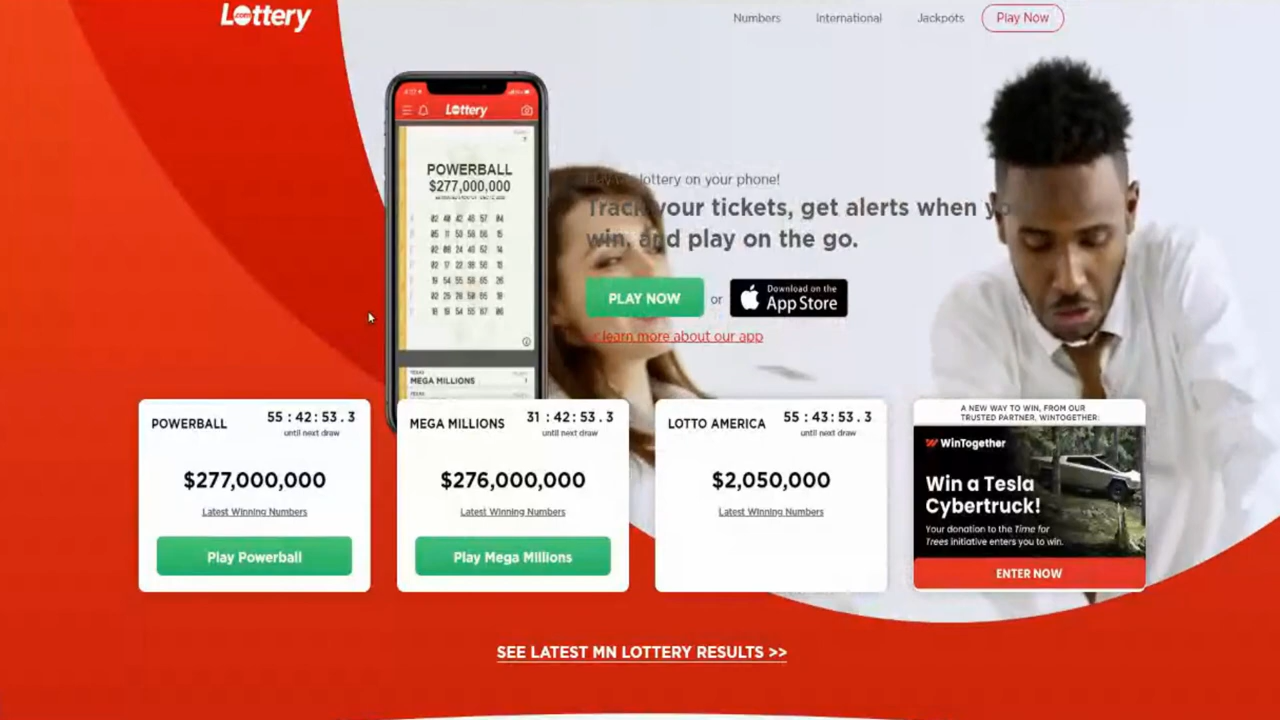 Lottery.com
Numbers
International
Jackpots
Play Now
Lottery
POWERBALL
$277,000,000
MEGA MILLIONS
lottery on your phone!
Track your tickets, get alerts when you
win, and play on the go.
PLAY NOW
or
Download on the
App Store
learn more about our app
POWERBALL
55 : 42 : 53 . 3
until next draw
$277,000,000
Latest Winning Numbers
Play Powerball
MEGA MILLIONS
31 : 42 : 53 . 3
until next draw
$276,000,000
Latest Winning Numbers
Play Mega Millions
LOTTO AMERICA
55 : 43 : 53 . 3
until next draw
$2,050,000
Latest Winning Numbers
A NEW WAY TO WIN, FROM OUR
TRUSTED PARTNER, WINTOGETHER:
WinTogether
Win a Tesla
Cybertruck!
Your donation to the Time for
Trees Initiative enters you to win.
ENTER NOW
SEE LATEST MN LOTTERY RESULTS >>